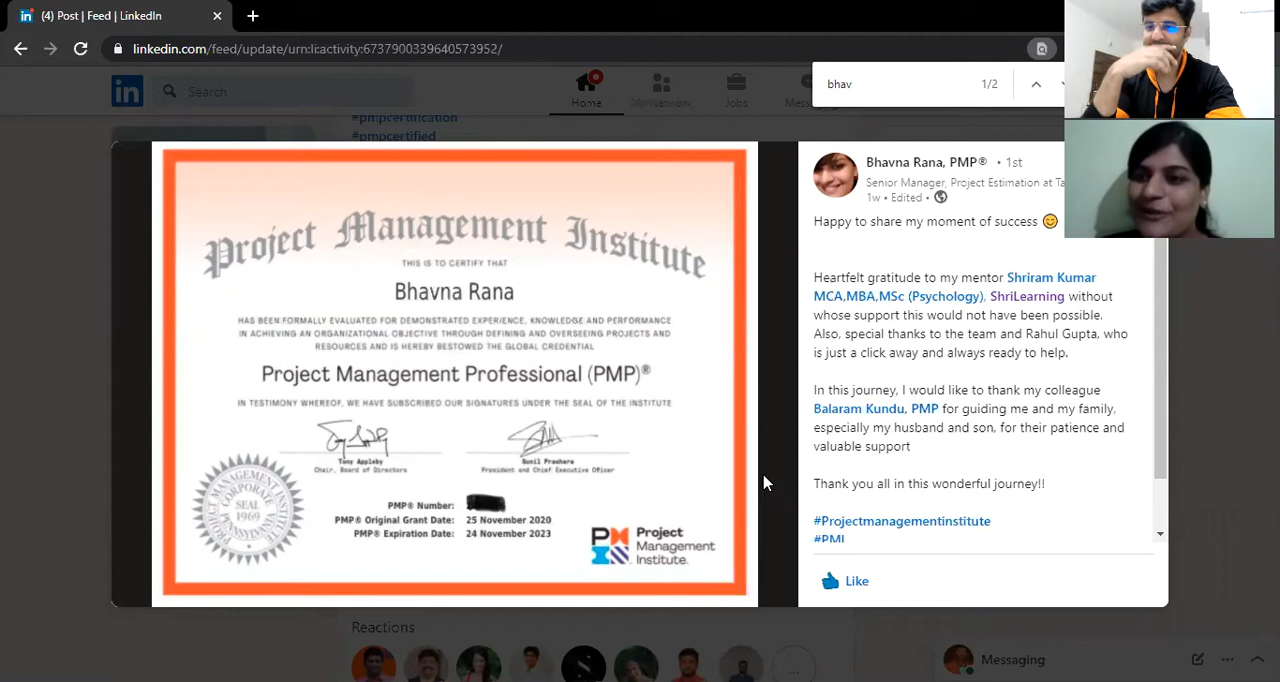 (4) Post | Feed | LinkedIn
linkedin.com/feed/update/urn:li:activity:6737900339640573952/
in
Search
Home
Jobs
bhav
1/2
#pmpcertification
#pmpcertified
Project Management Institute
THIS IS TO CERTIFY THAT
Bhavna Rana
HAS BEEN FORMALLY EVALUATED FOR DEMONSTRATED EXPERIENCE, KNOWLEDGE AND PERFORMANCE
IN ACHIEVING AN ORGANIZATIONAL OBJECTIVE THROUGH DEFINING AND OVERSEEING PROJECTS AND
RESOURCES AND IS HEREBY BESTOWED THE GLOBAL CREDENTIAL
Project Management Professional (PMP)®
IN TESTIMONY WHEREOF, WE HAVE SUBSCRIBED OUR SIGNATURES UNDER THE SEAL OF THE INSTITUTE
Tony Appleby
Chair, Board of Directors
Sunil Prashara
President and Chief Executive Officer
PROJECT MANAGEMENT INSTITUTE
CORPORATE
SEAL
1969
PENNSYLVANIA
PMP® Number:
PMP® Original Grant Date: 25 November 2020
PMP® Expiration Date: 24 November 2023
Project
Management
Institute.
Bhavna Rana, PMP® • 1st
Senior Manager, Project Estimation at Ta
1w • Edited •
Happy to share my moment of success 😊
Heartfelt gratitude to my mentor Shriram Kumar
MCA,MBA,MSc (Psychology), ShriLearning without
whose support this would not have been possible.
Also, special thanks to the team and Rahul Gupta, who
is just a click away and always ready to help.
In this journey, I would like to thank my colleague
Balaram Kundu, PMP for guiding me and my family,
especially my husband and son, for their patience and
valuable support
Thank you all in this wonderful journey!!
#Projectmanagementinstitute
#PMI
Like
Reactions
Messaging